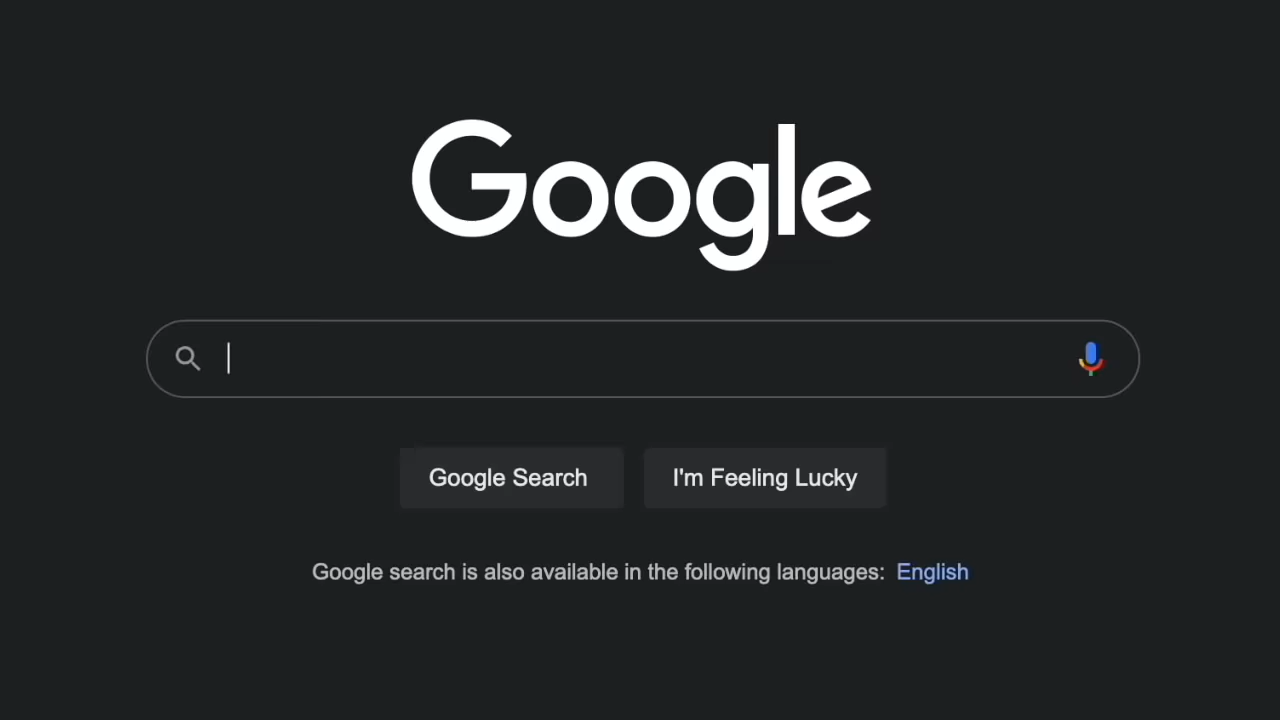 Google
Google Search
I'm Feeling Lucky
Google search is also available in the following languages: English